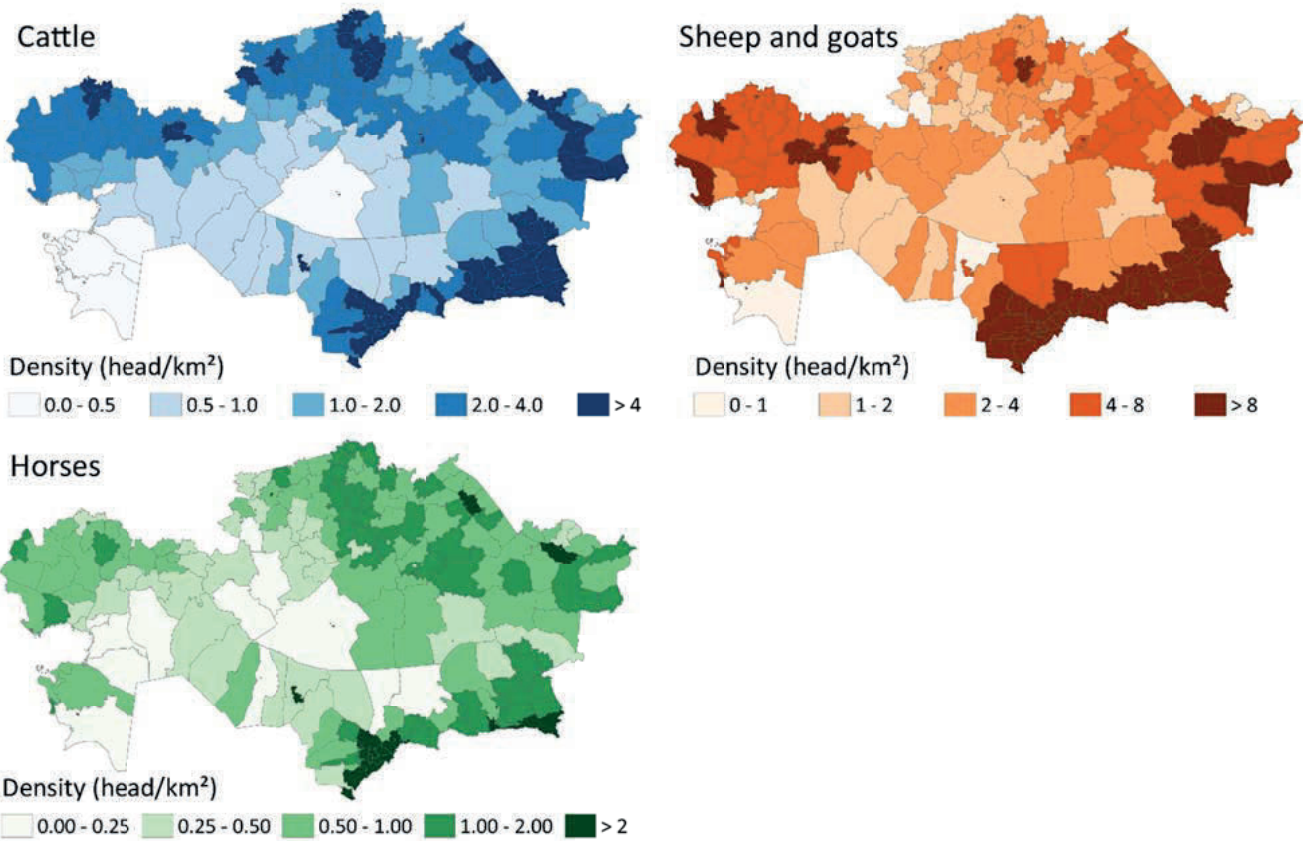 Cattle
Density (head/km²)
0.0 - 0.5 0.5 - 1.0 1.0 - 2.0 2.0 - 4.0 > 4
Sheep and goats
Density (head/km²)
0 - 1 1 - 2 2 - 4 4 - 8 > 8
Horses
Density (head/km²)
0.00 - 0.25 0.25 - 0.50 0.50 - 1.00 1.00 - 2.00 > 2